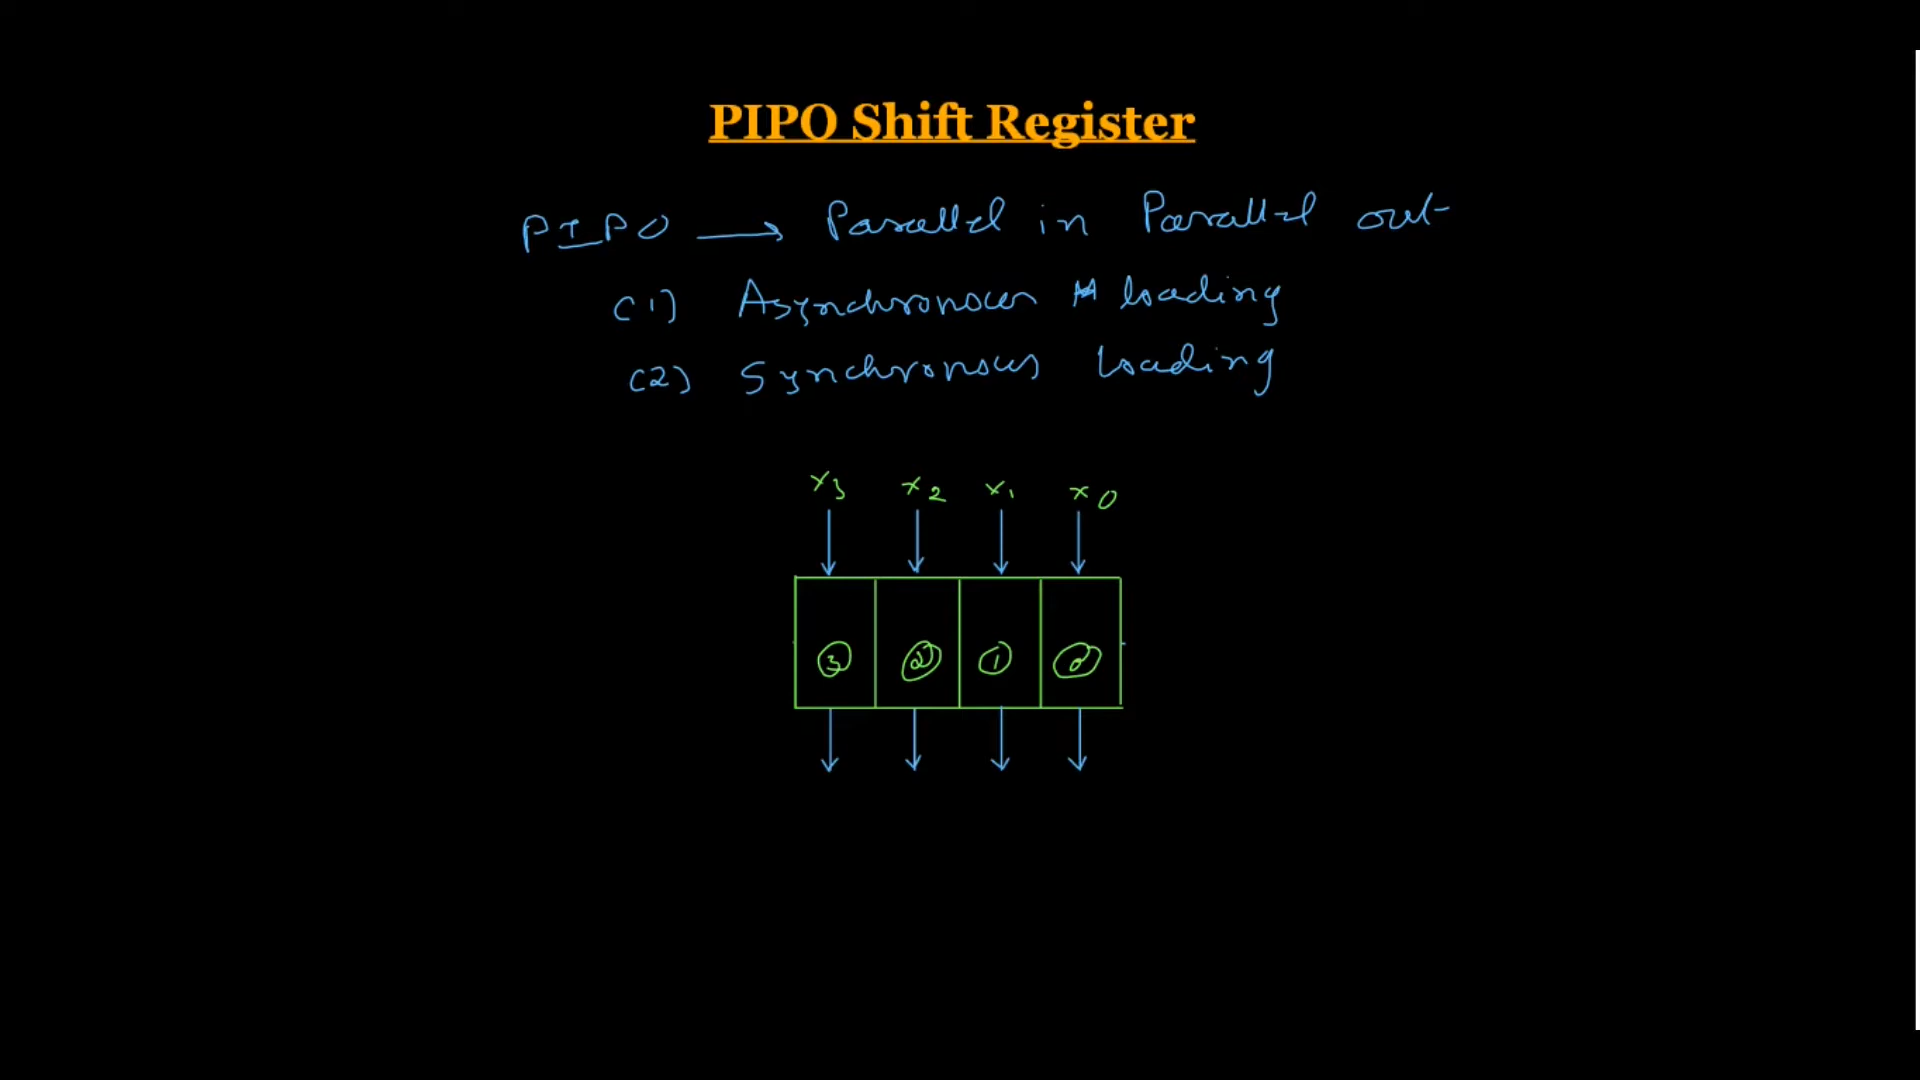 PIPO Shift Register
PIPO → Parallel in Parallel out
(1) Asynchronous loading
(2) Synchronous loading
x3 x2 x1 x0
3 2 1 0